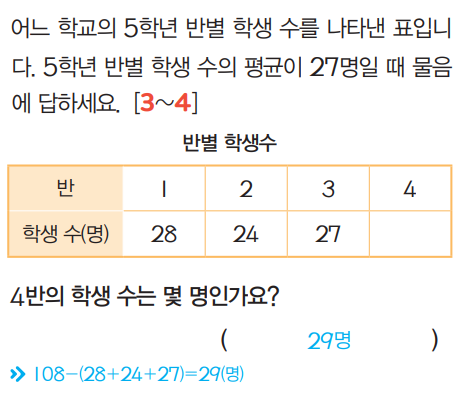 어느 학교의 5학년 반별 학생 수를 나타낸 표입니
다. 5학년 반별 학생 수의 평균이 27명일 때 물음
에 답하세요. [3~4]
반별 학생수
반 1 2 3 4
학생 수(명) 28 24 27
4반의 학생 수는 몇 명인가요?
( 29명 )
≫ 108-(28+24+27)=29(명)